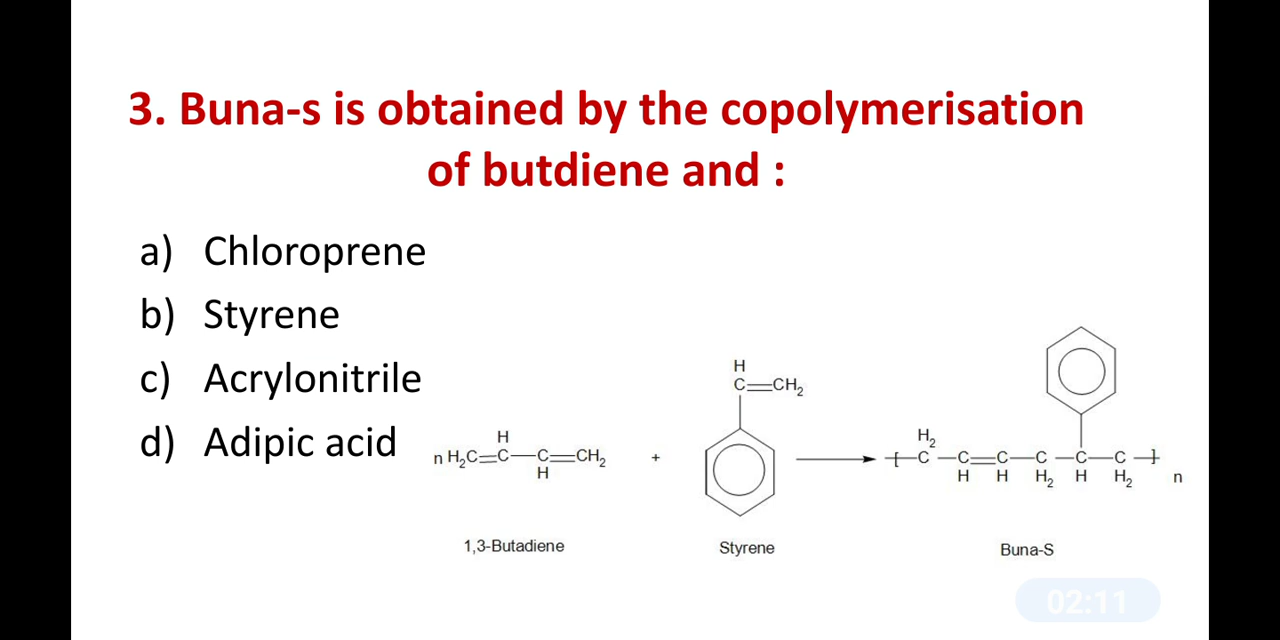 3. Buna-s is obtained by the copolymerisation
of butdiene and :
a) Chloroprene
b) Styrene
c) Acrylonitrile
d) Adipic acid
H
C=CH₂
H
n H₂C=C—C=CH₂
H
+
H₂
C—C=C—C—C—C
H H H₂ H H₂ n
1,3-Butadiene
Styrene
Buna-S
02:11